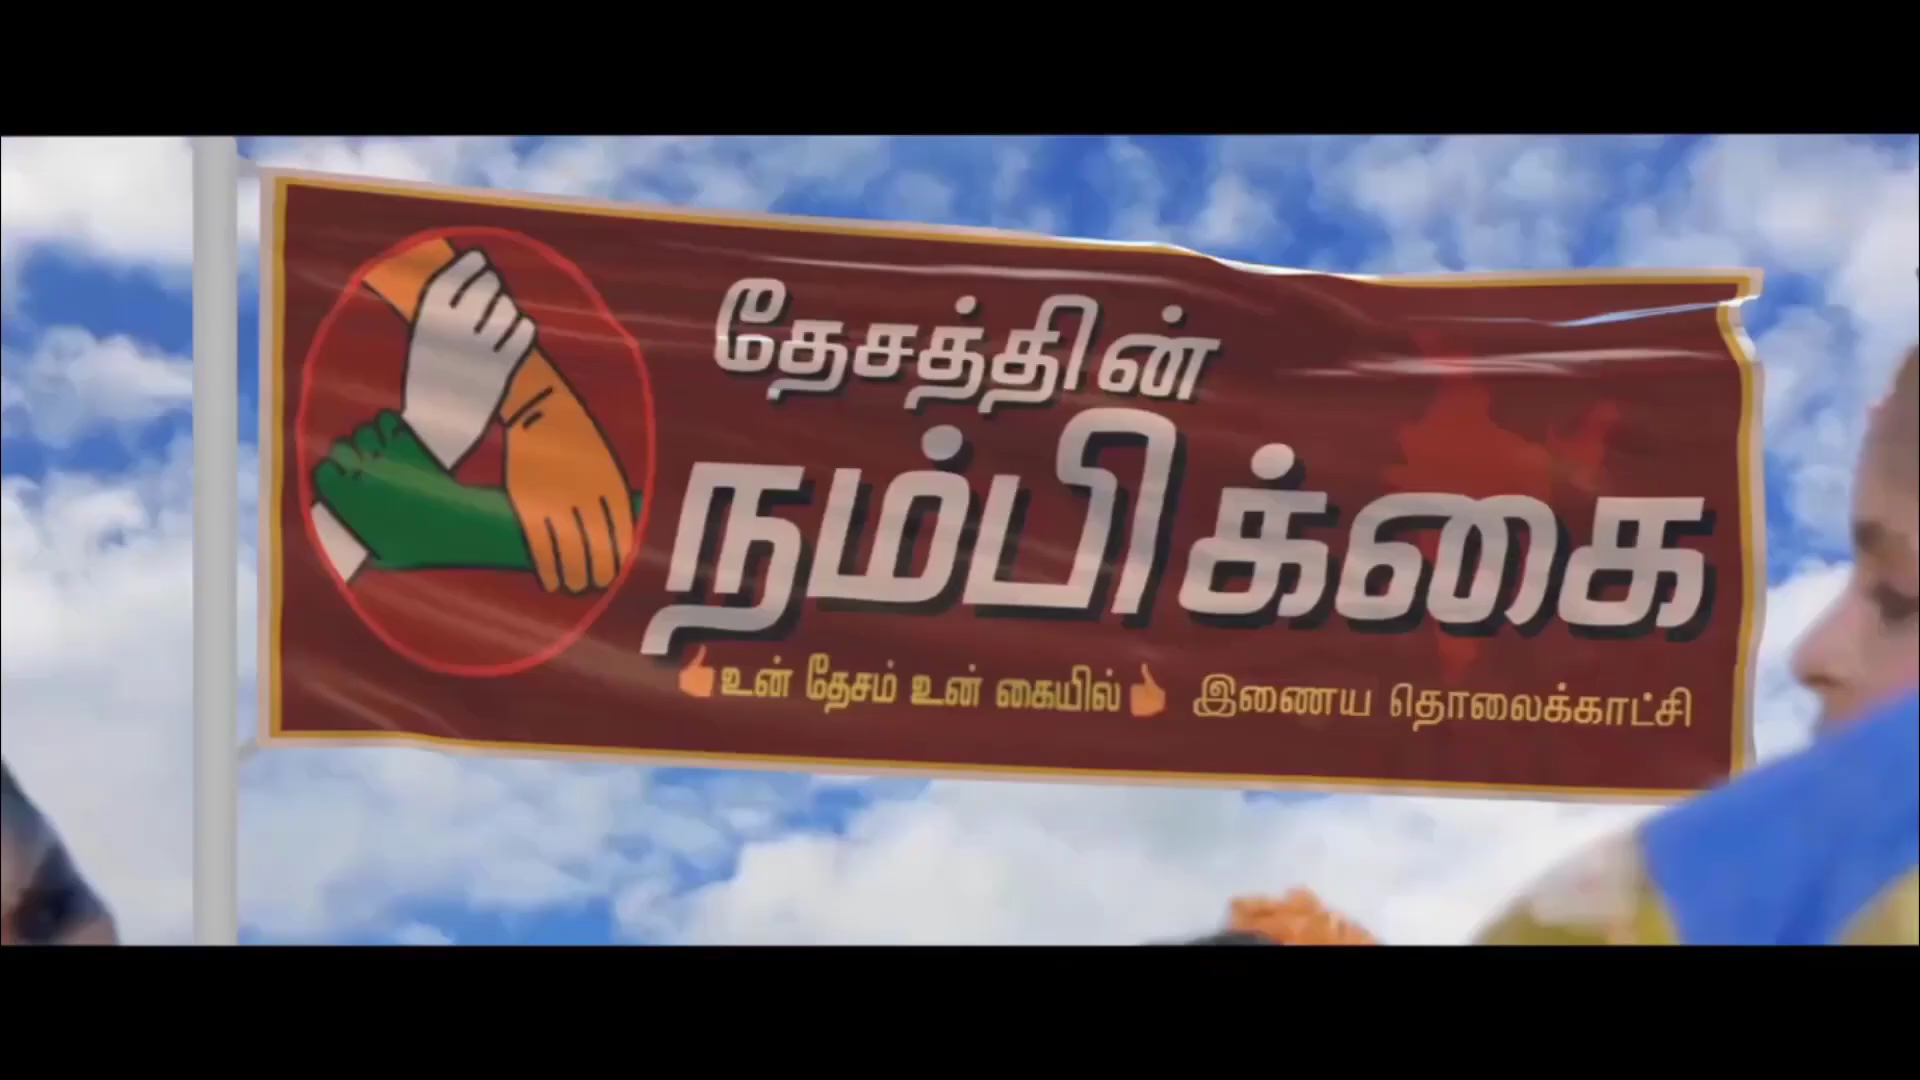 தேசத்தின்
நம்பிக்கை
உன் தேசம் உன் கையில் இணைய தொலைக்காட்சி